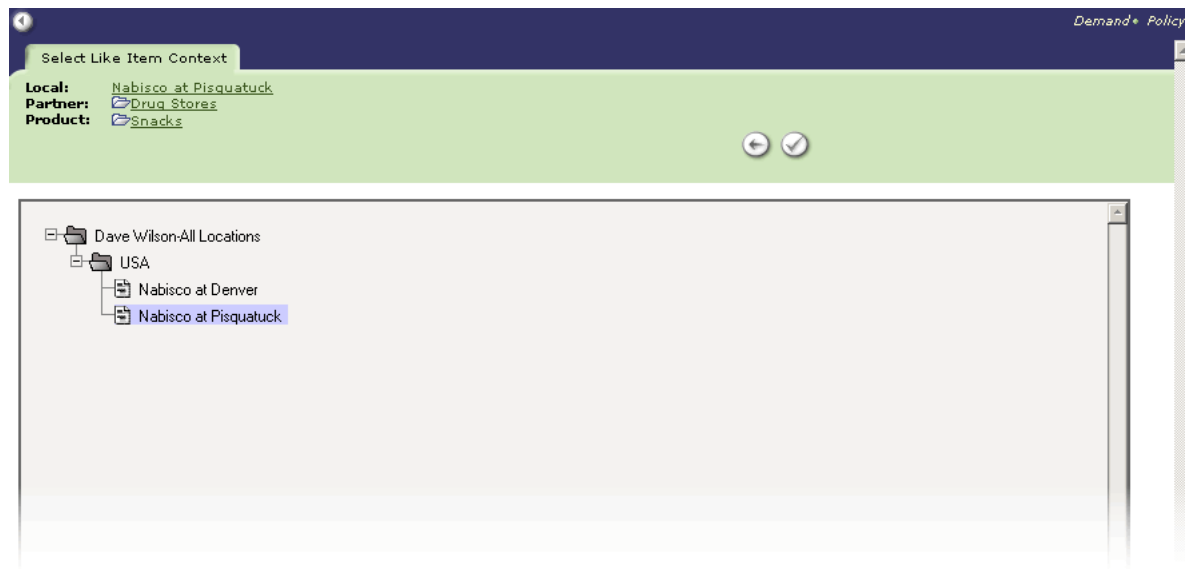 Demand • Policy
Select Like Item Context
Local: Nabisco at Pisquatuck
Partner: Drug Stores
Product: Snacks
Dave Wilson-All Locations
USA
Nabisco at Denver
Nabisco at Pisquatuck